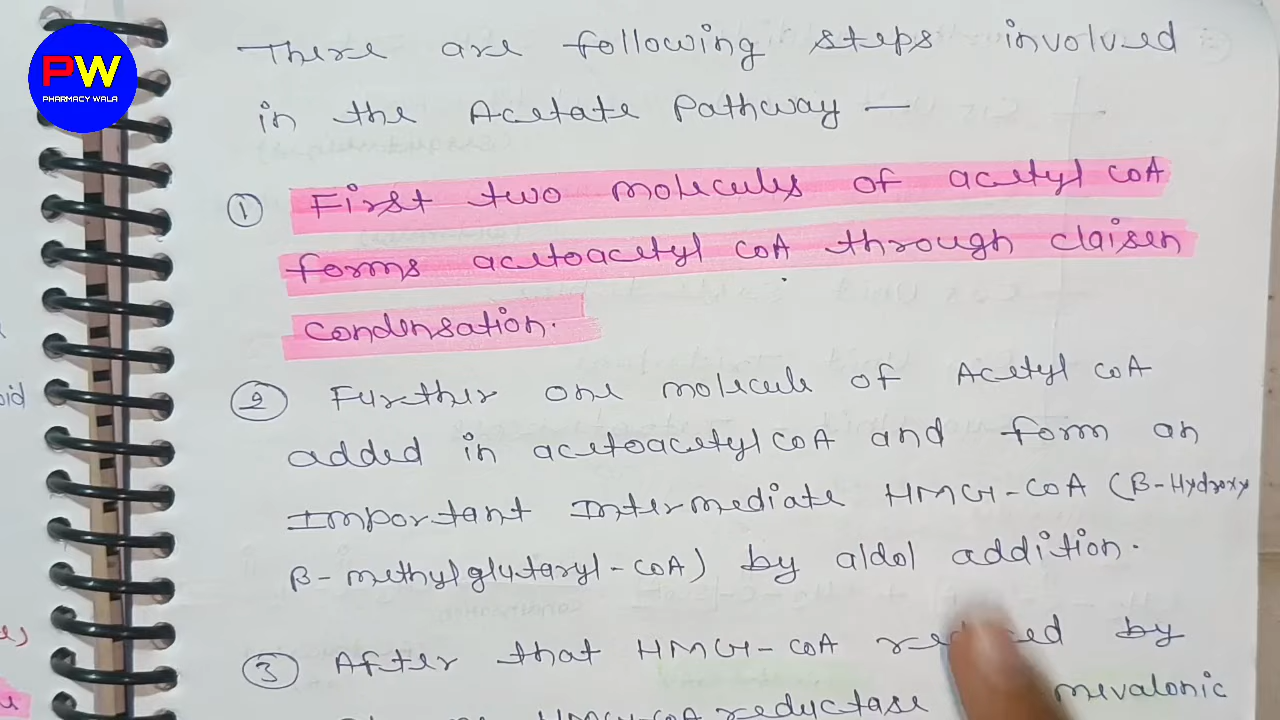 PW
PHARMACY WALA
There are following steps involved
in the Acetate Pathway —
① First two molecules of acetyl CoA
forms acetoacetyl CoA through claisen
condensation.
② Further one molecule of Acetyl CoA
added in acetoacetyl CoA and form an
Important Intermediate HMG-CoA (β-Hydroxy
β-methylglutaryl-CoA) by aldol addition.
③ After that HMG-CoA reduced by
HMG-CoA reductase mevalonic